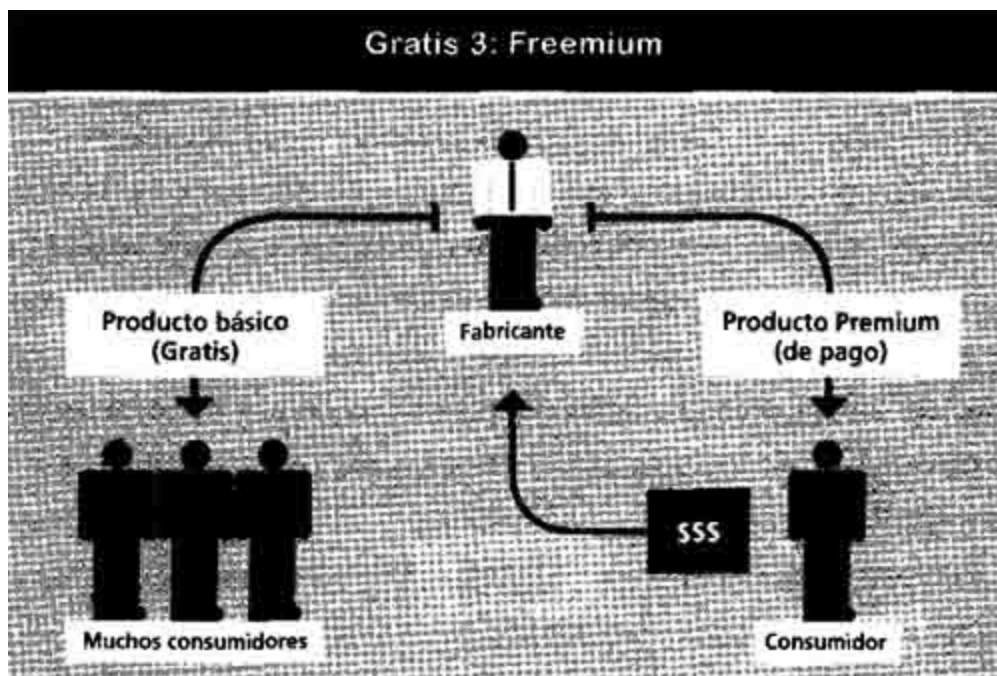 Gratis 3: Freemium
Fabricante
Producto básico
(Gratis)
Producto Premium
(de pago)
$$$
Muchos consumidores
Consumidor